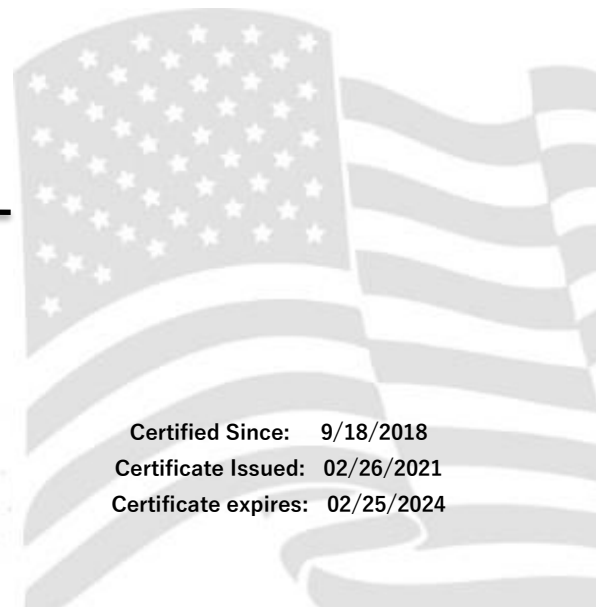 Certified Since: 9/18/2018
Certificate Issued: 02/26/2021
Certificate expires: 02/25/2024